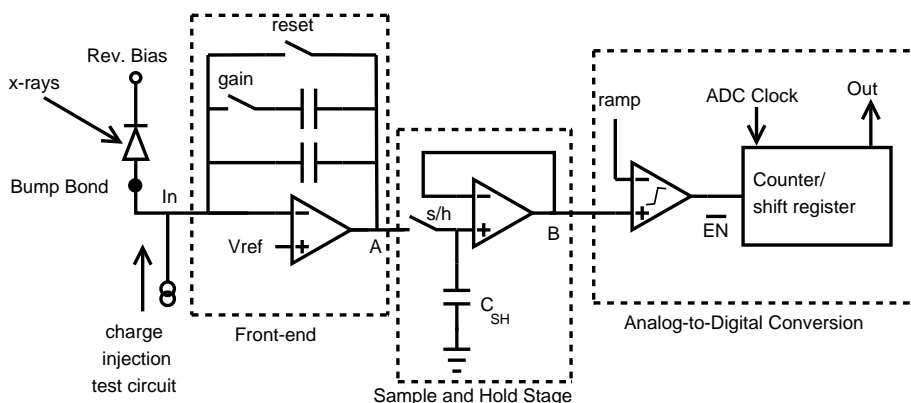 reset
Rev. Bias
x-rays
gain
ramp
ADC Clock
Out
Bump Bond
In
Counter/
shift register
s/h
Vref
A
B
EN
C
SH
charge
injection
test circuit
Front-end
Analog-to-Digital Conversion
Sample and Hold Stage